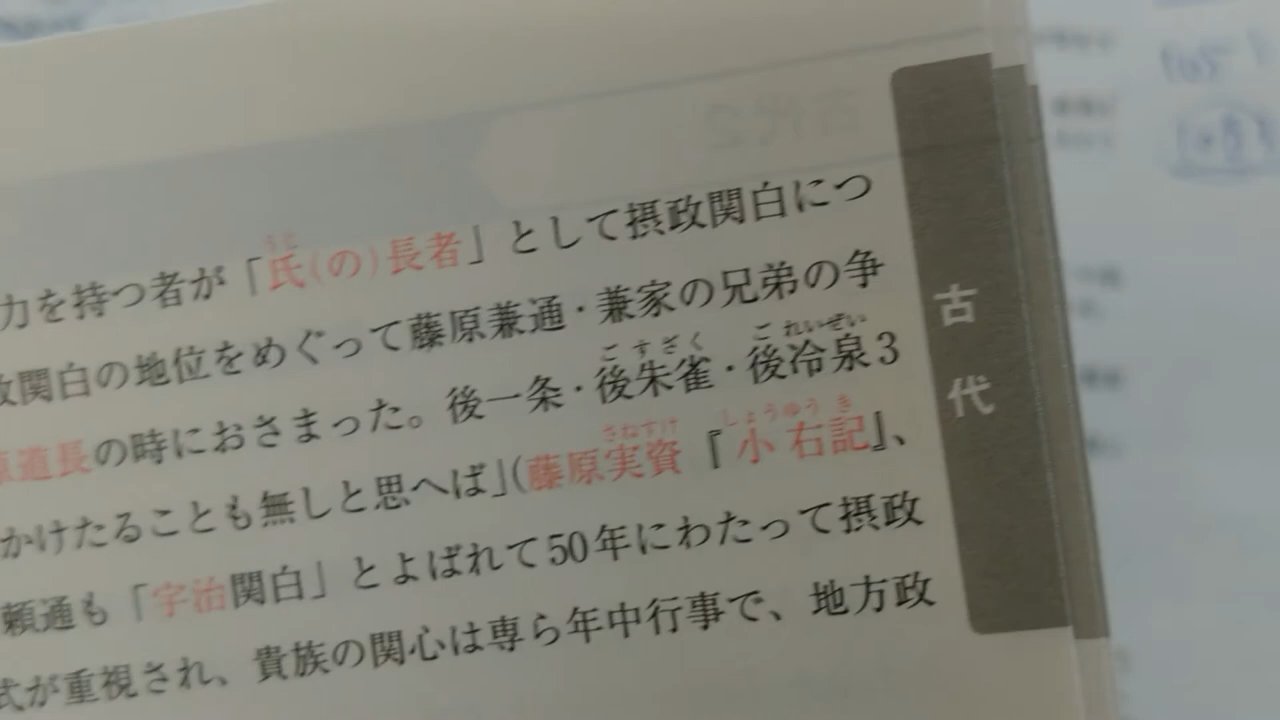 力を持つ者が「氏(の)長者」として摂政関白につ
政関白の地位をめぐって藤原兼通・兼家の兄弟の争
道長の時におさまった。後一条・後朱雀・後冷泉3
かけたることも無しと思へば」(藤原実資『小右記』、
頼通も「宇治関白」とよばれて50年にわたって摂政
式が重視され、貴族の関心は専ら年中行事で、地方政
古代